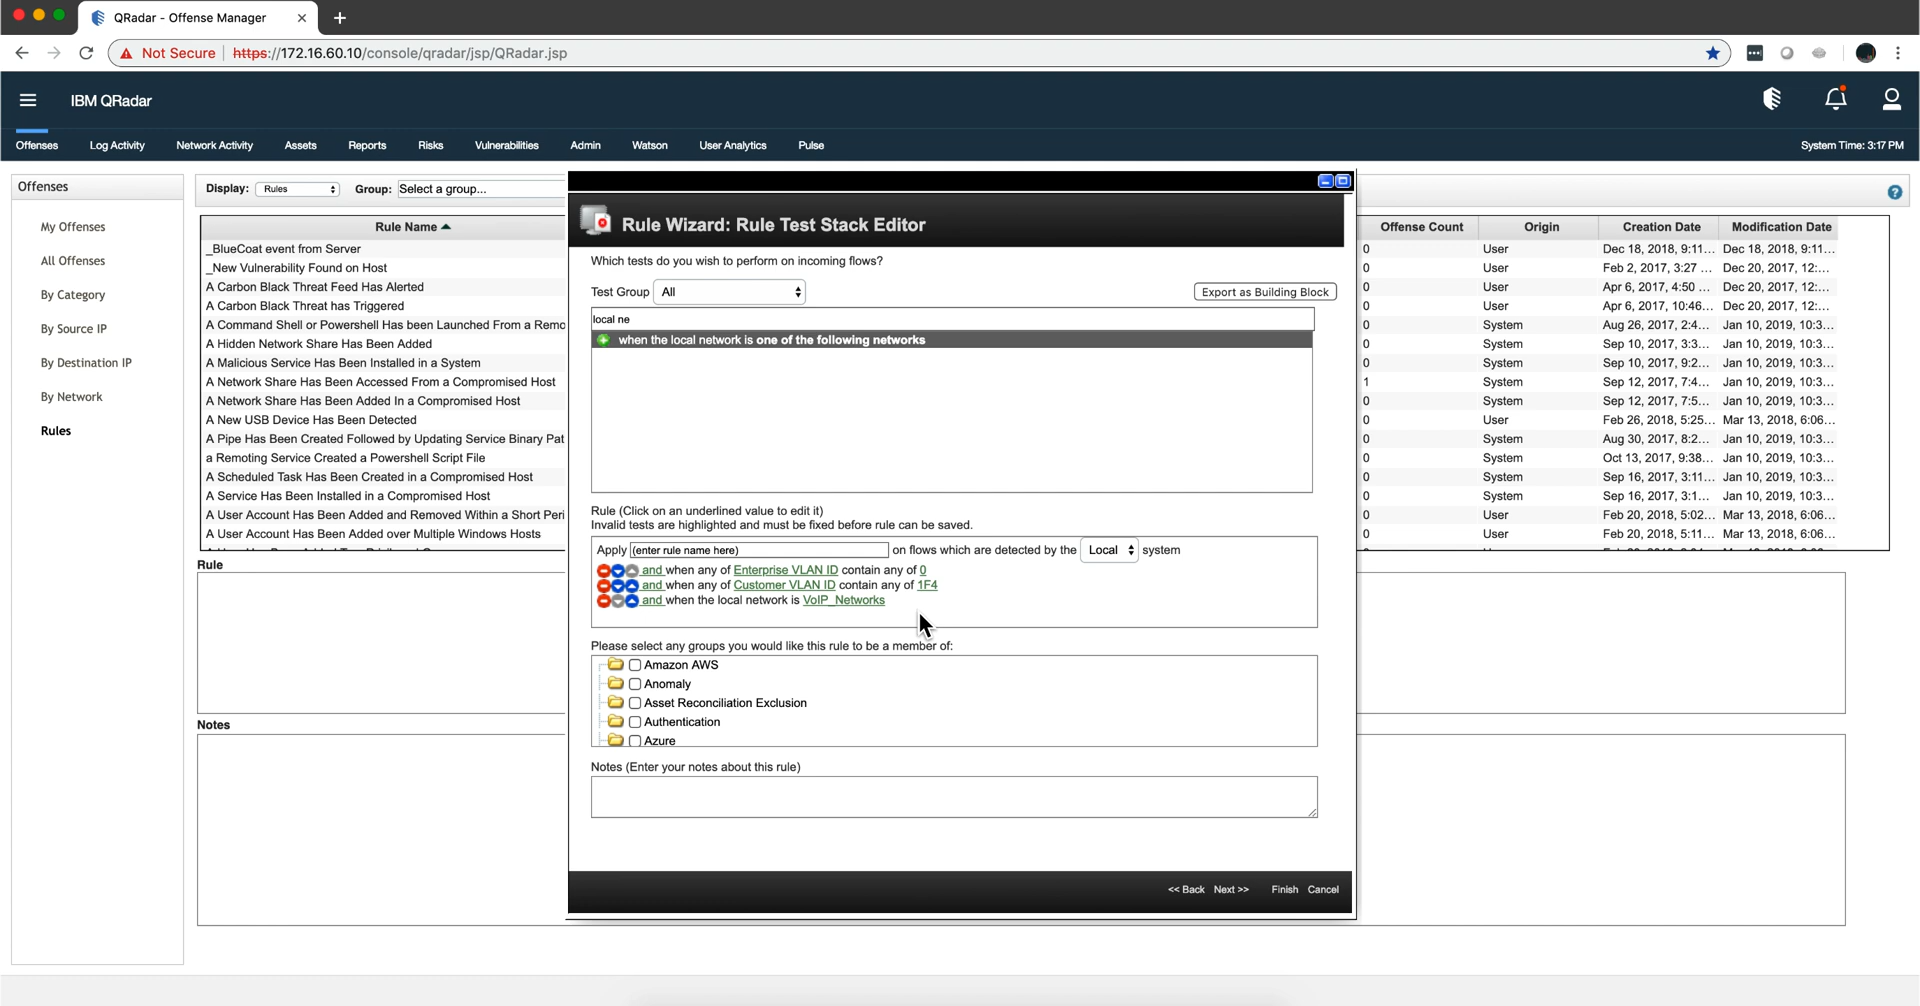 QRadar - Offense Manager
Not Secure https://172.16.60.10/console/qradar/jsp/QRadar.jsp
IBM QRadar
Offenses Log Activity Network Activity Assets Reports Risks Vulnerabilities Admin Watson User Analytics Pulse System Time: 3:17 PM
Offenses
My Offenses
All Offenses
By Category
By Source IP
By Destination IP
By Network
Rules
Display: Rules Group: Select a group...
Rule Name
_BlueCoat event from Server
_New Vulnerability Found on Host
A Carbon Black Threat Feed Has Alerted
A Carbon Black Threat has Triggered
A Command Shell or Powershell Has been Launched From a Remo
A Hidden Network Share Has Been Added
A Malicious Service Has Been Installed in a System
A Network Share Has Been Accessed From a Compromised Host
A Network Share Has Been Added In a Compromised Host
A New USB Device Has Been Detected
A Pipe Has Been Created Followed by Updating Service Binary Pat
a Remoting Service Created a Powershell Script File
A Scheduled Task Has Been Created in a Compromised Host
A Service Has Been Installed in a Compromised Host
A User Account Has Been Added and Removed Within a Short Peri
A User Account Has Been Added over Multiple Windows Hosts
Rule
Notes
Rule Wizard: Rule Test Stack Editor
Which tests do you wish to perform on incoming flows?
Test Group All Export as Building Block
local ne
when the local network is one of the following networks
Rule (Click on an underlined value to edit it)
Invalid tests are highlighted and must be fixed before rule can be saved.
Apply (enter rule name here) on flows which are detected by the Local system
and when any of Enterprise VLAN ID contain any of 0
and when any of Customer VLAN ID contain any of 1F4
and when the local network is VoIP_Networks
Please select any groups you would like this rule to be a member of:
Amazon AWS
Anomaly
Asset Reconciliation Exclusion
Authentication
Azure
Notes (Enter your notes about this rule)
<< Back Next >> Finish Cancel
Offense Count Origin Creation Date Modification Date
0 User Dec 18, 2018, 9:11... Dec 18, 2018, 9:11...
0 User Feb 2, 2017, 3:27 ... Dec 20, 2017, 12:...
0 User Apr 6, 2017, 4:50 ... Dec 20, 2017, 12:...
0 User Apr 6, 2017, 10:46... Dec 20, 2017, 12:...
0 System Aug 26, 2017, 2:4... Jan 10, 2019, 10:3...
0 System Sep 10, 2017, 3:3... Jan 10, 2019, 10:3...
0 System Sep 10, 2017, 9:2... Jan 10, 2019, 10:3...
1 System Sep 12, 2017, 7:4... Jan 10, 2019, 10:3...
0 System Sep 12, 2017, 7:5... Jan 10, 2019, 10:3...
0 User Feb 26, 2018, 5:25... Mar 13, 2018, 6:06...
0 System Aug 30, 2017, 8:2... Jan 10, 2019, 10:3...
0 System Oct 13, 2017, 9:38... Jan 10, 2019, 10:3...
0 System Sep 16, 2017, 3:11... Jan 10, 2019, 10:3...
0 System Sep 16, 2017, 3:1... Jan 10, 2019, 10:3...
0 User Feb 20, 2018, 5:02... Mar 13, 2018, 6:06...
0 User Feb 20, 2018, 5:11... Mar 13, 2018, 6:06...